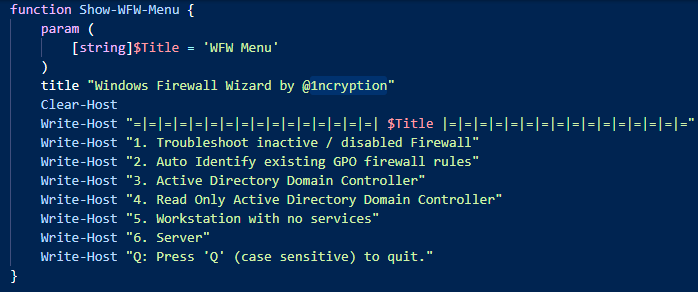 function Show-WFW-Menu {
param (
[string]$Title = 'WFW Menu'
)
title "Windows Firewall Wizard by @1ncryption"
Clear-Host
Write-Host "=|=|=|=|=|=|=|=|=|=|=|=|=|=|=|=| $Title |=|=|=|=|=|=|=|=|=|=|=|=|=|=|=|="
Write-Host "1. Troubleshoot inactive / disabled Firewall"
Write-Host "2. Auto Identify existing GPO firewall rules"
Write-Host "3. Active Directory Domain Controller"
Write-Host "4. Read Only Active Directory Domain Controller"
Write-Host "5. Workstation with no services"
Write-Host "6. Server"
Write-Host "Q: Press 'Q' (case sensitive) to quit."
}